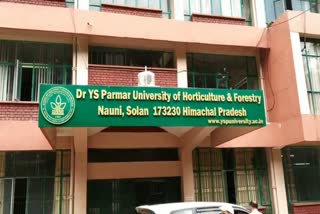 Dr YS Parmar University of Horticulture & Forestry
Nauni, Solan 173230 Himachal Pradesh
www.yspuniversity.ac.in